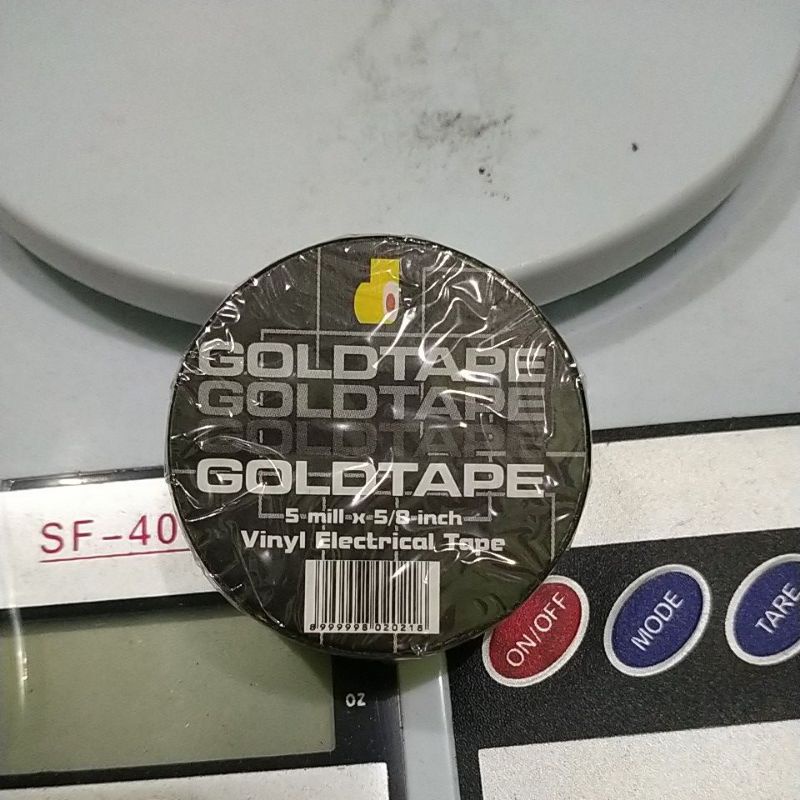 GOLDTAPE
GOLDTAPE
GOLDTAPE
GOLDTAPE
5 mill x 5/8 inch
Vinyl Electrical Tape
8999998020218
SF-40
ON/OFF
MODE
TARE
OZ